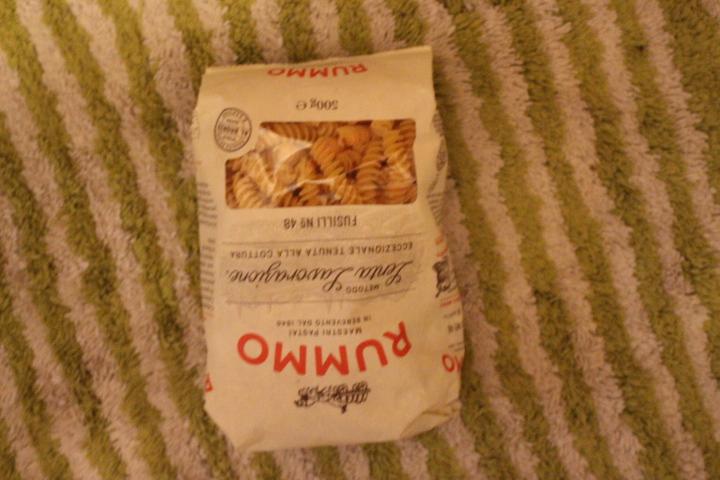 RUMMO
MAESTRI PASTAI
IN BENEVENTO DAL 1846
METODO
Lenta Lavorazione.
ECCEZIONALE TENUTA ALLA COTTURA
FUSILLI Nº 48
500g ℮
RUMMO